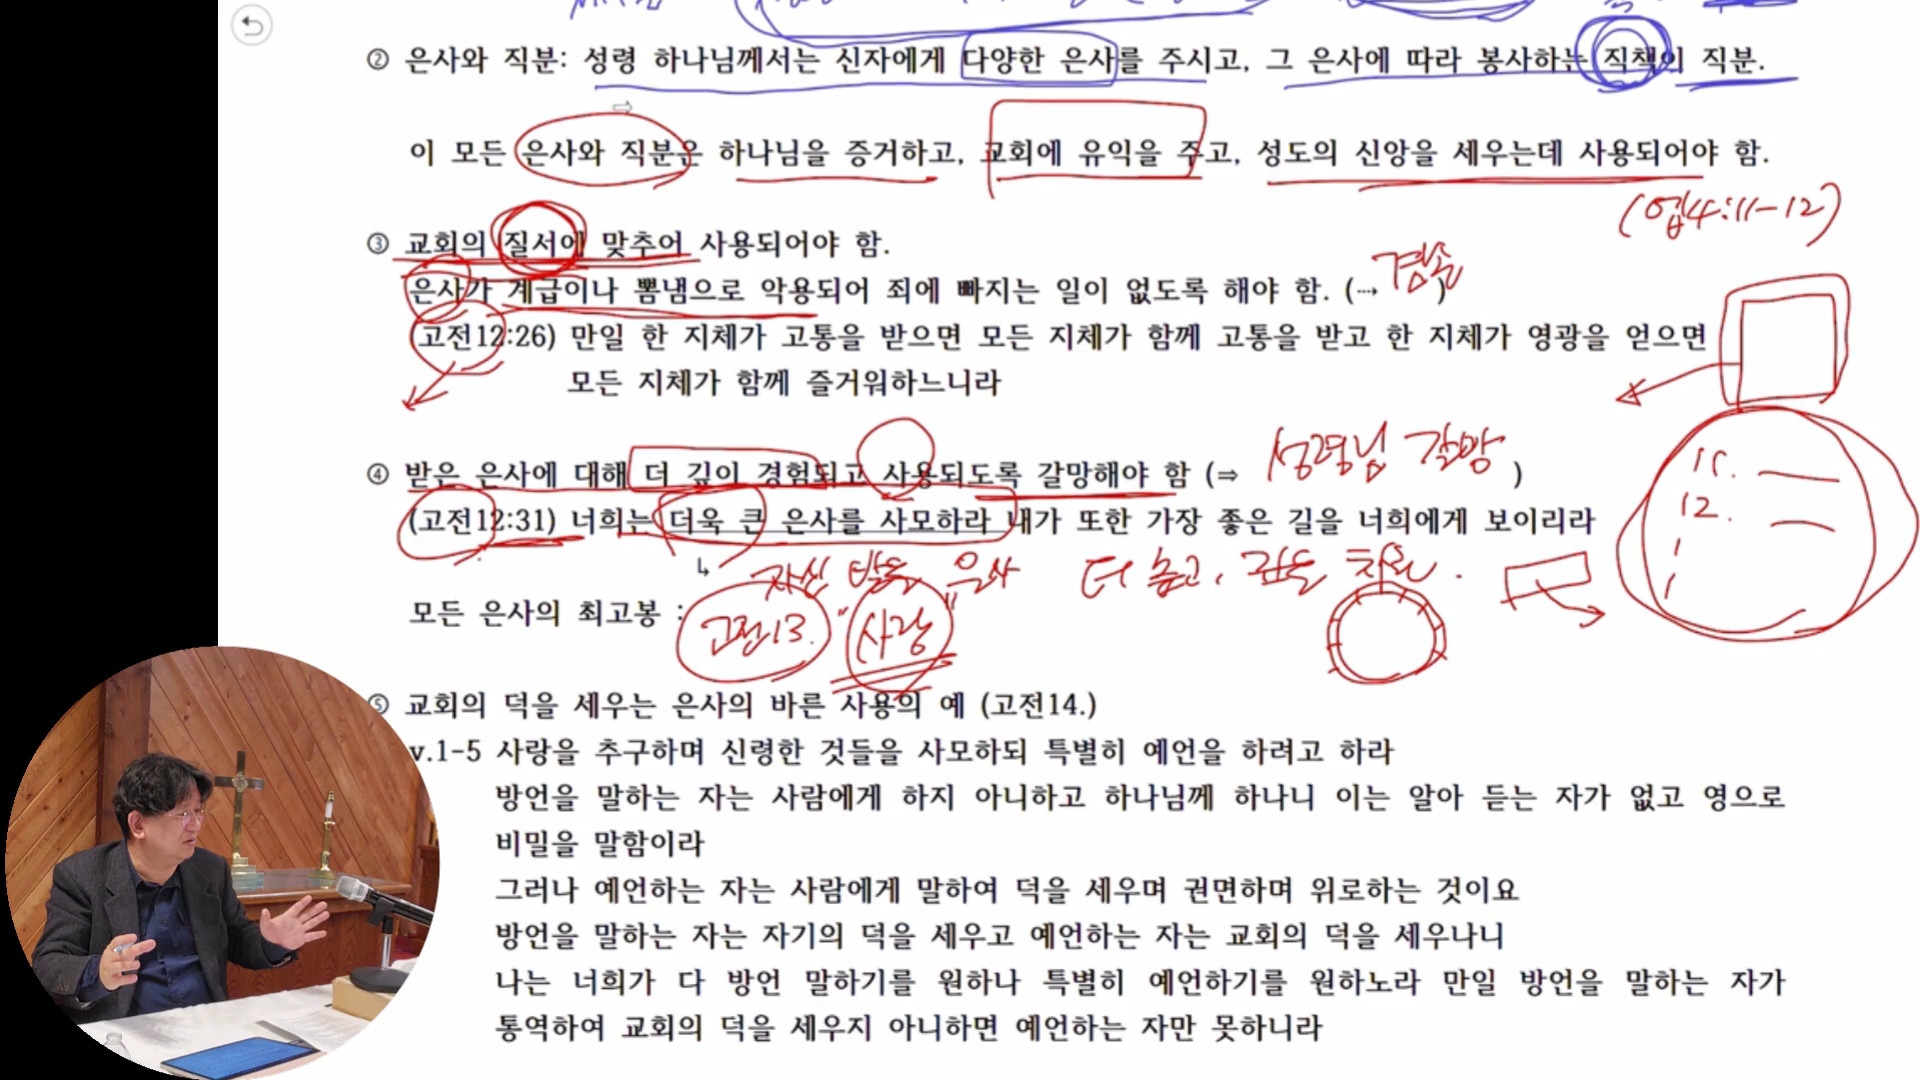 ② 은사와 직분: 성령 하나님께서는 신자에게 다양한 은사를 주시고, 그 은사에 따라 봉사하는 직책이 직분.
⇨
이 모든 은사와 직분은 하나님을 증거하고, 교회에 유익을 주고, 성도의 신앙을 세우는데 사용되어야 함.
(엡4:11-12)
③ 교회의 질서에 맞추어 사용되어야 함.
은사가 계급이나 뽐냄으로 악용되어 죄에 빠지는 일이 없도록 해야 함. (⇢ 겸손 )
(고전12:26) 만일 한 지체가 고통을 받으면 모든 지체가 함께 고통을 받고 한 지체가 영광을 얻으면
모든 지체가 함께 즐거워하느니라
④ 받은 은사에 대해 더 깊이 경험되고 사용되도록 갈망해야 함 (⇒ 성령님 갈망 )
(고전12:31) 너희는 더욱 큰 은사를 사모하라 내가 또한 가장 좋은 길을 너희에게 보이리라
↳ 자신 받은 은사 더 높고, 깊은 차원.
모든 은사의 최고봉 : 고전13. "사랑"
11.
12.
⑤ 교회의 덕을 세우는 은사의 바른 사용의 예 (고전14.)
v.1-5 사랑을 추구하며 신령한 것들을 사모하되 특별히 예언을 하려고 하라
방언을 말하는 자는 사람에게 하지 아니하고 하나님께 하나니 이는 알아 듣는 자가 없고 영으로
비밀을 말함이라
그러나 예언하는 자는 사람에게 말하여 덕을 세우며 권면하며 위로하는 것이요
방언을 말하는 자는 자기의 덕을 세우고 예언하는 자는 교회의 덕을 세우나니
나는 너희가 다 방언 말하기를 원하나 특별히 예언하기를 원하노라 만일 방언을 말하는 자가
통역하여 교회의 덕을 세우지 아니하면 예언하는 자만 못하니라